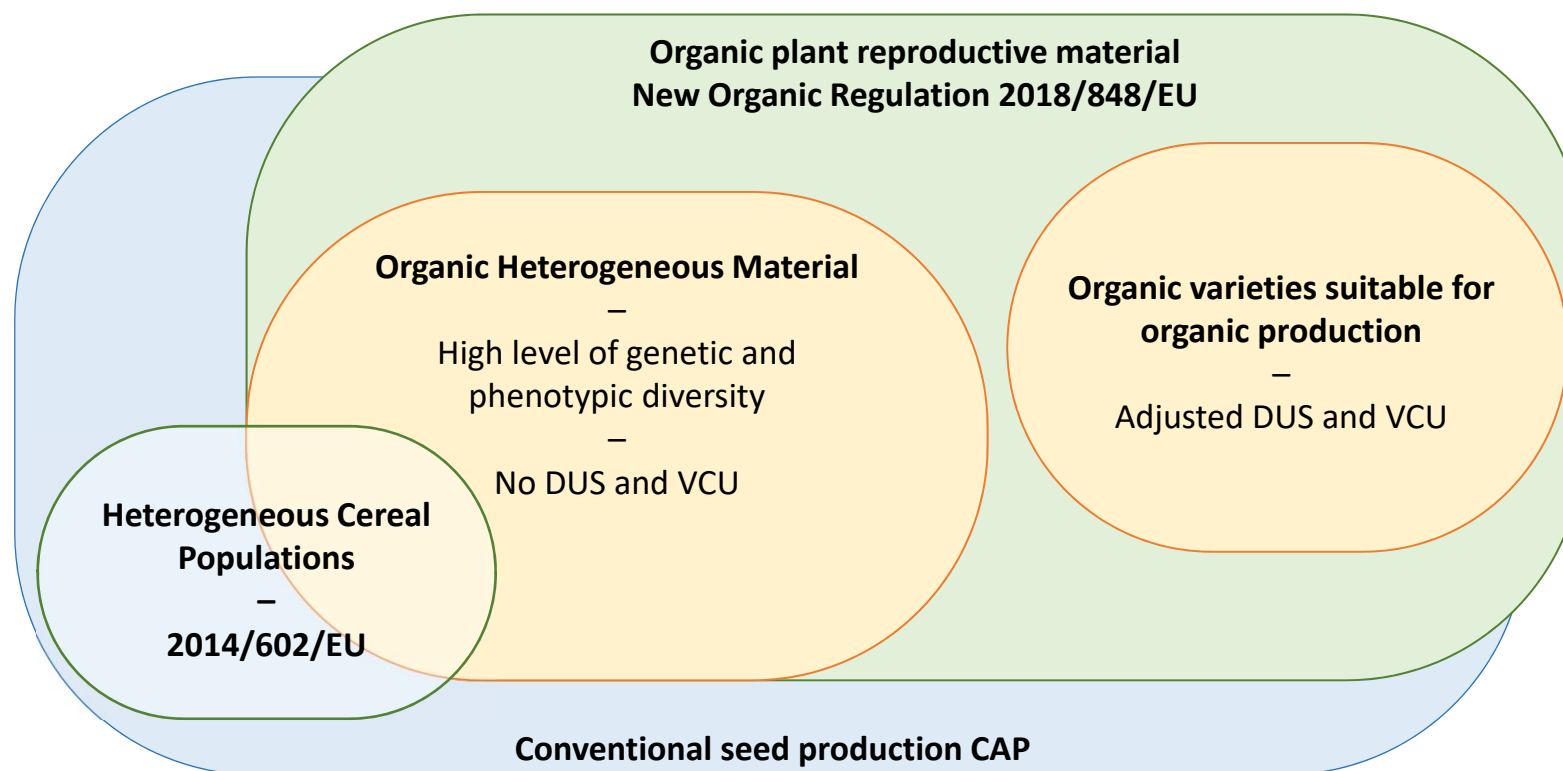 Organic plant reproductive material
New Organic Regulation 2018/848/EU
Organic Heterogeneous Material
–
High level of genetic and
phenotypic diversity
–
No DUS and VCU
Organic varieties suitable for
organic production
–
Adjusted DUS and VCU
Heterogeneous Cereal
Populations
–
2014/602/EU
Conventional seed production CAP